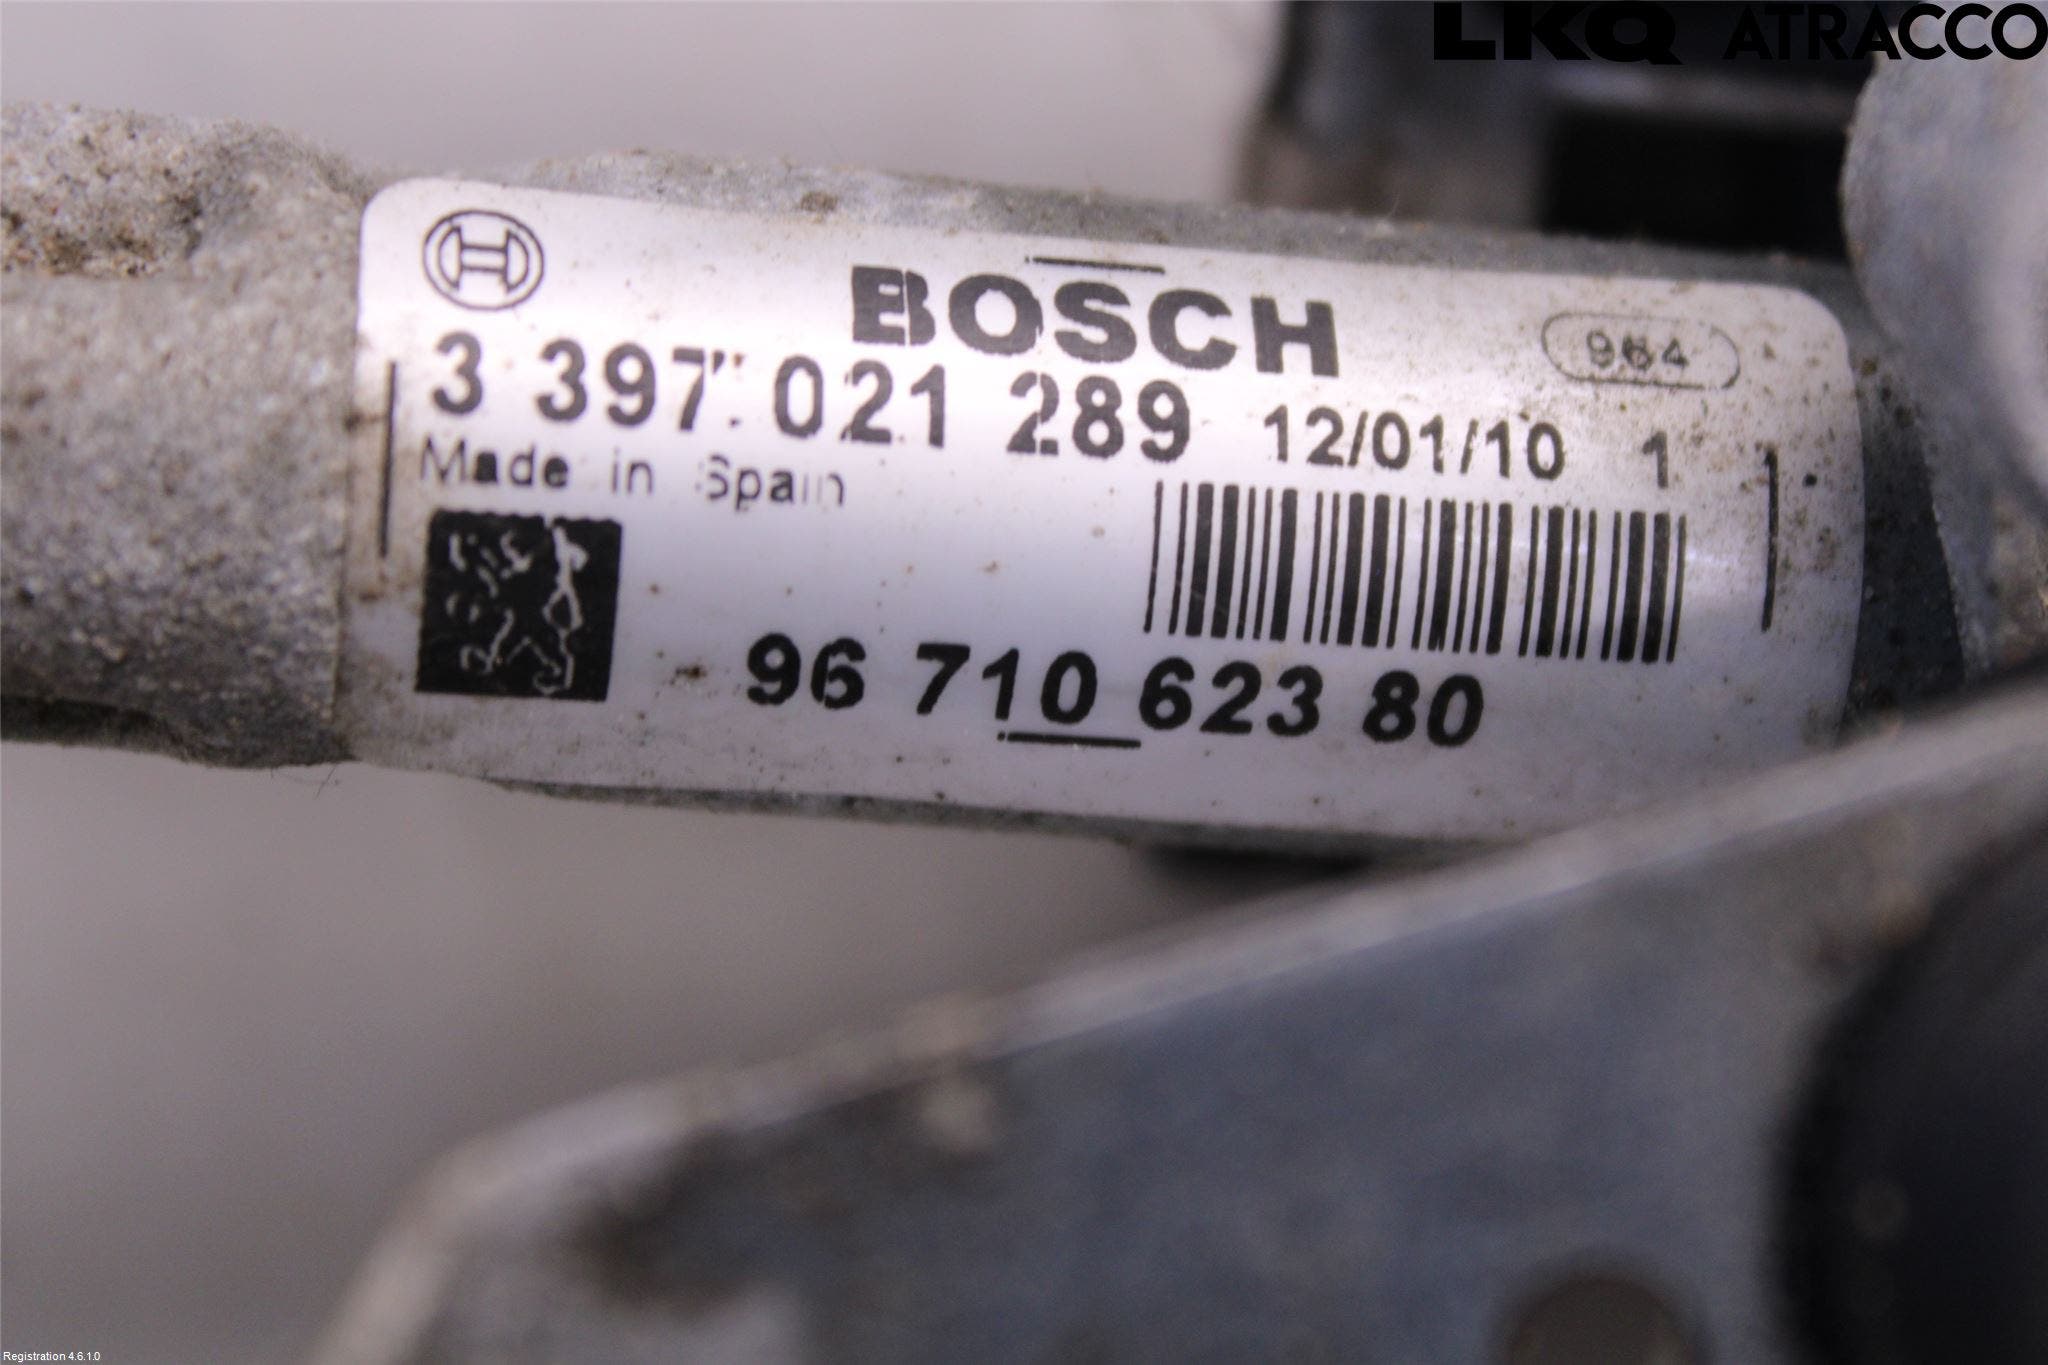 LKQ ATRACCO
BOSCH
964
3 397 021 289 12/01/10 1
Made in Spain
96 710 623 80
Registration 4.6.1.0